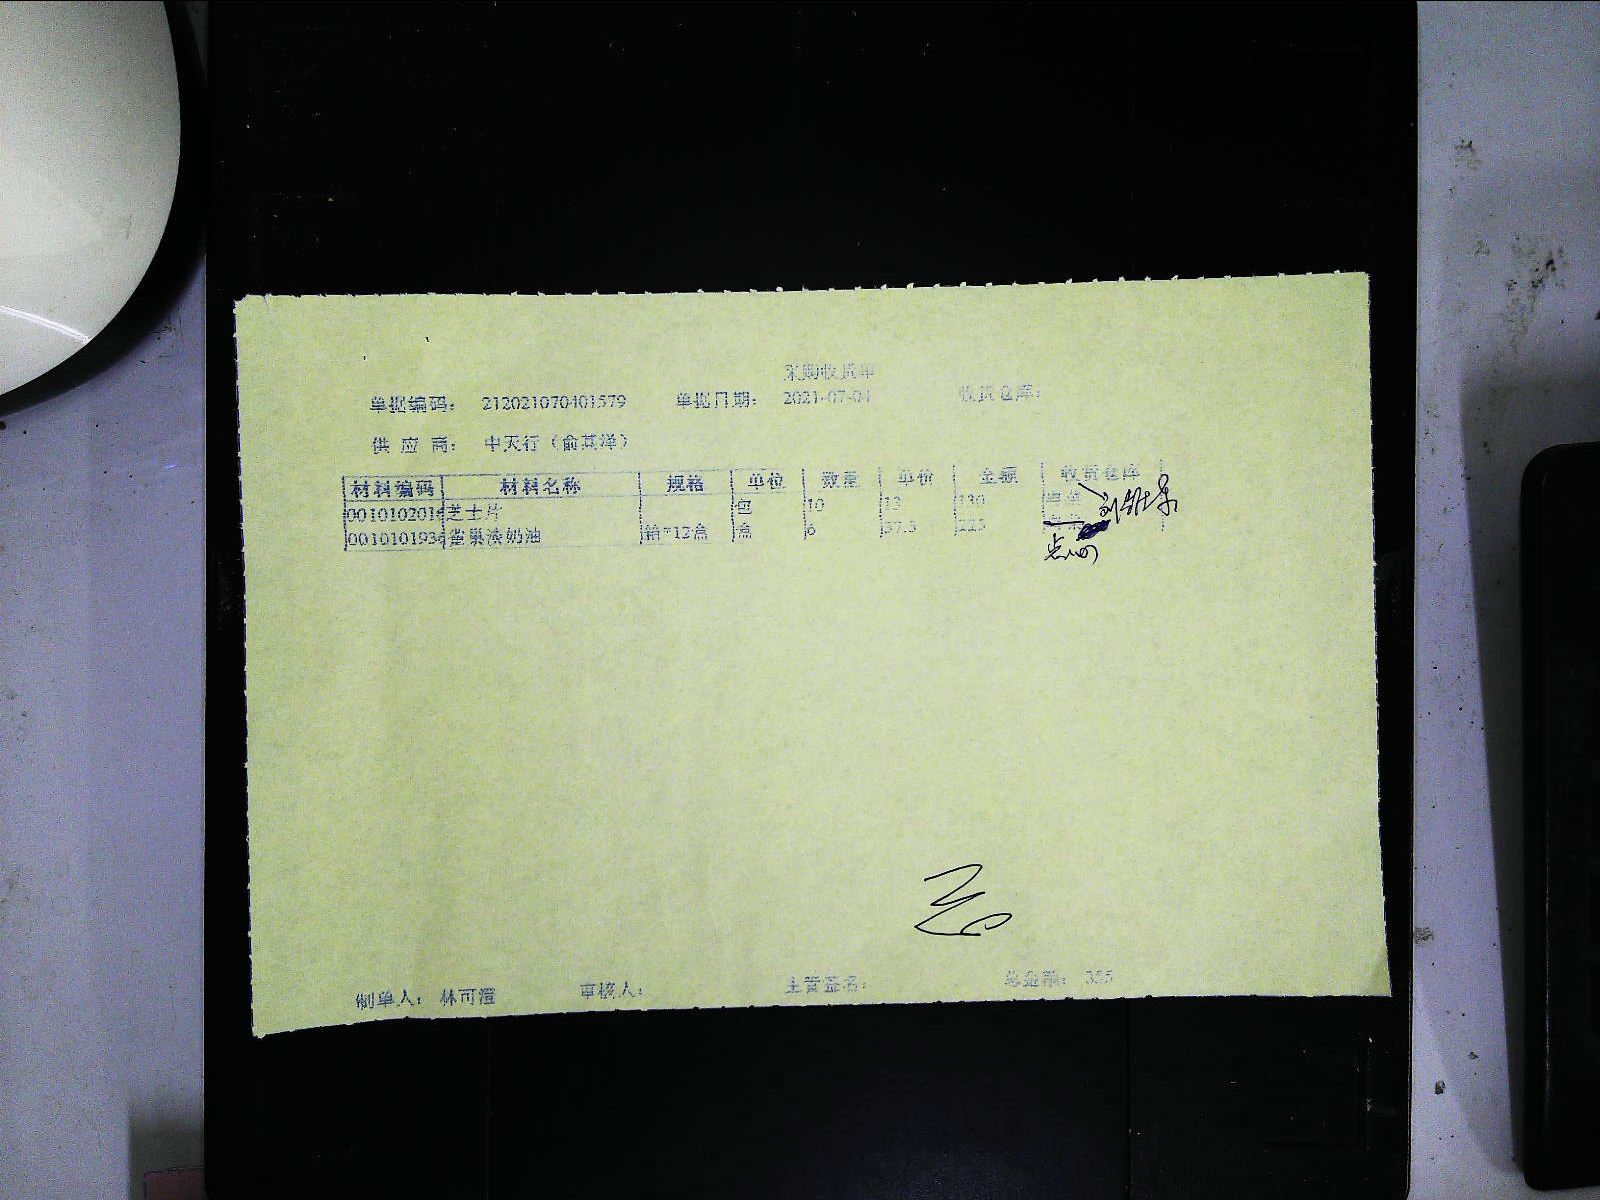 采购收货单
单据编码： 212021070401579 单据日期： 2021-07-04 收货仓库：
供 应 商： 中天行（俞其泽）
材料编码 材料名称 规格 单位 数量 单价 金额 收货仓库
0010102016 芝士片 包 10 13 130
0010101936 雀巢淡奶油 箱*12盒 盒 6 37.5 225
点心
制单人： 林可澄 审核人： 主管签名： 总金额： 355